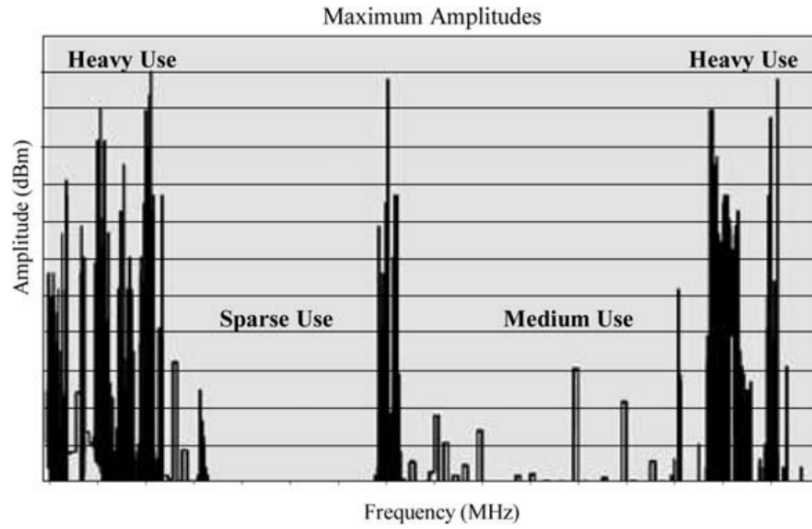 Maximum Amplitudes
Heavy Use
Heavy Use
Amplitude (dBm)
Sparse Use
Medium Use
Frequency (MHz)